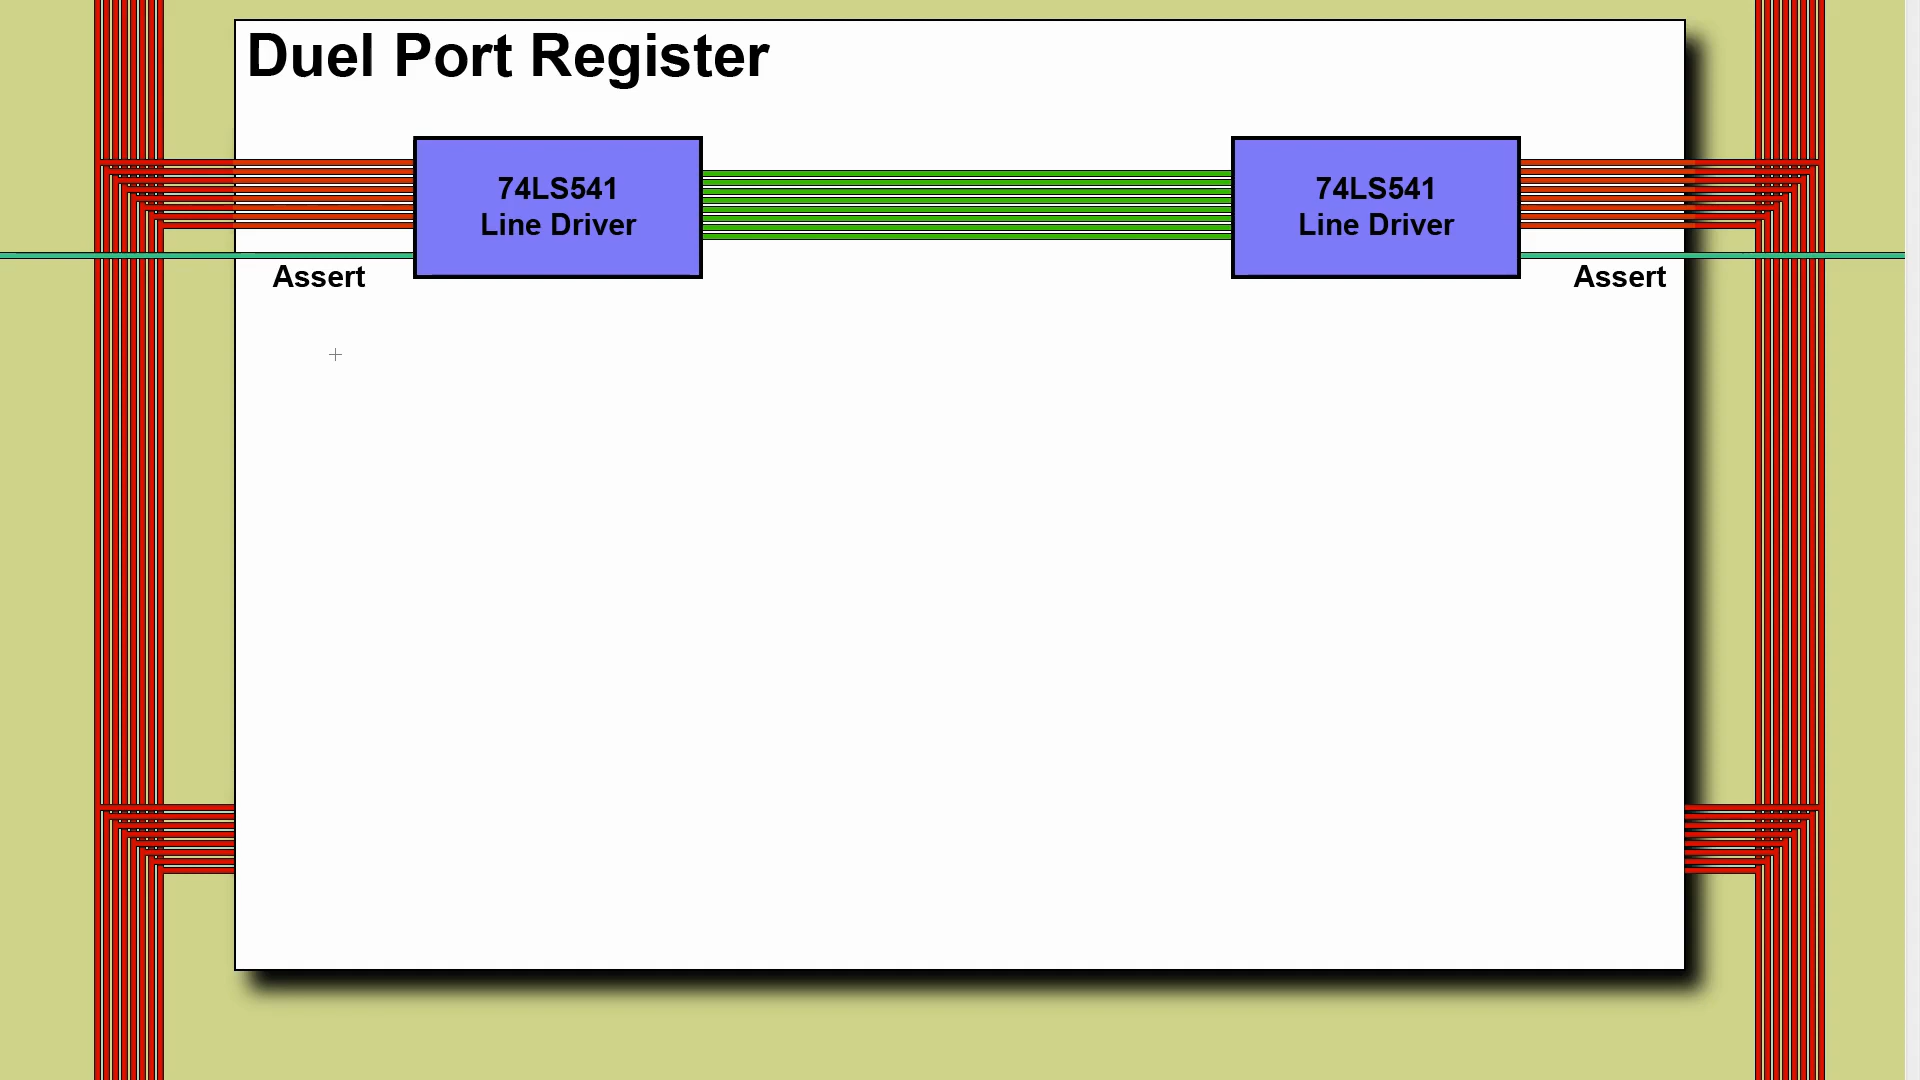 Duel Port Register
74LS541
Line Driver
74LS541
Line Driver
Assert
Assert